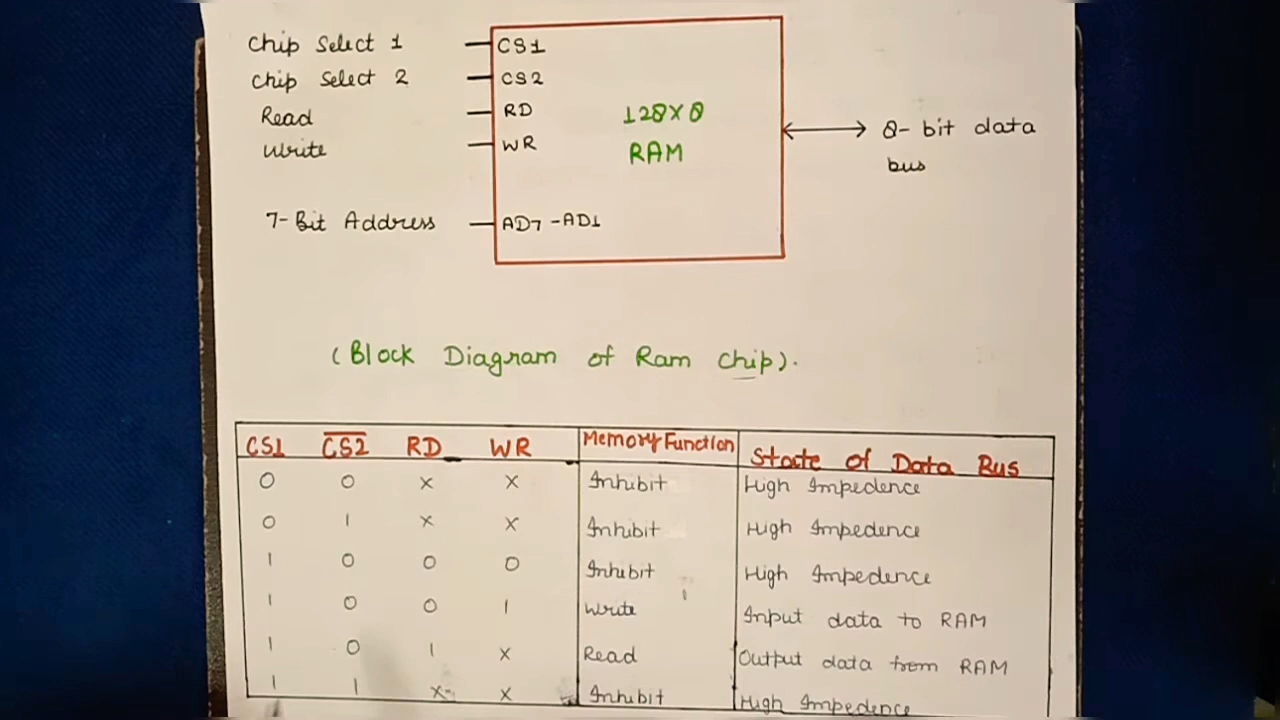 Chip Select 1 CS1
Chip Select 2 CS2
Read RD
Write WR
128X8
RAM
8-bit data
bus
7-Bit Address AD7-AD1
(Block Diagram of Ram Chip).
CS1 C̅S̅2̅ RD WR Memory Function State of Data Bus
0 0 x x Inhibit High Impedence
0 1 x x Inhibit High Impedence
1 0 0 0 Inhibit High Impedence
1 0 0 1 Write Input data to RAM
1 0 1 x Read Output data from RAM
1 1 x x Inhibit High Impedence